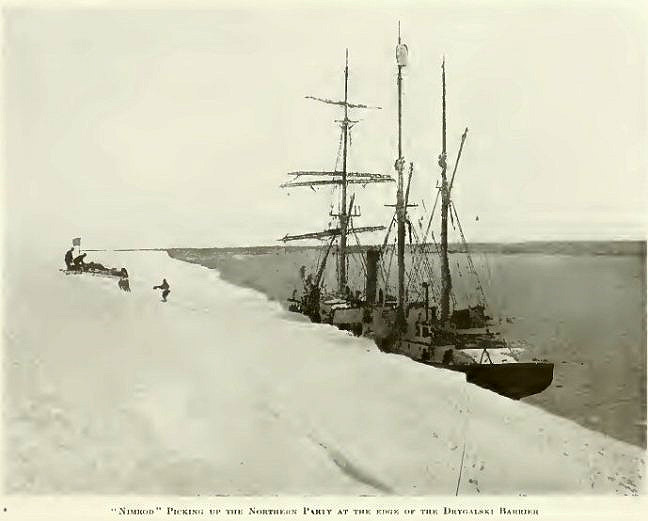 "Nimrod" Picking up the Northern Party at the edge of the Drygalski Barrier